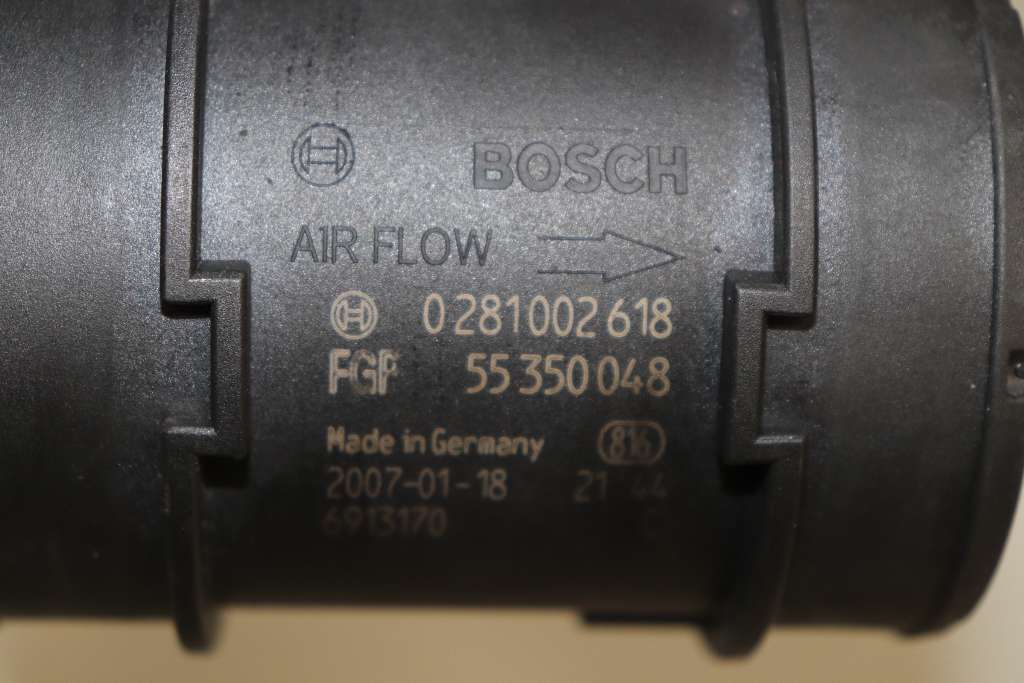 BOSCH
AIR FLOW
0 281 002 618
FGP 55 350 048
Made in Germany 816
2007-01-18 21 44
6913170 C